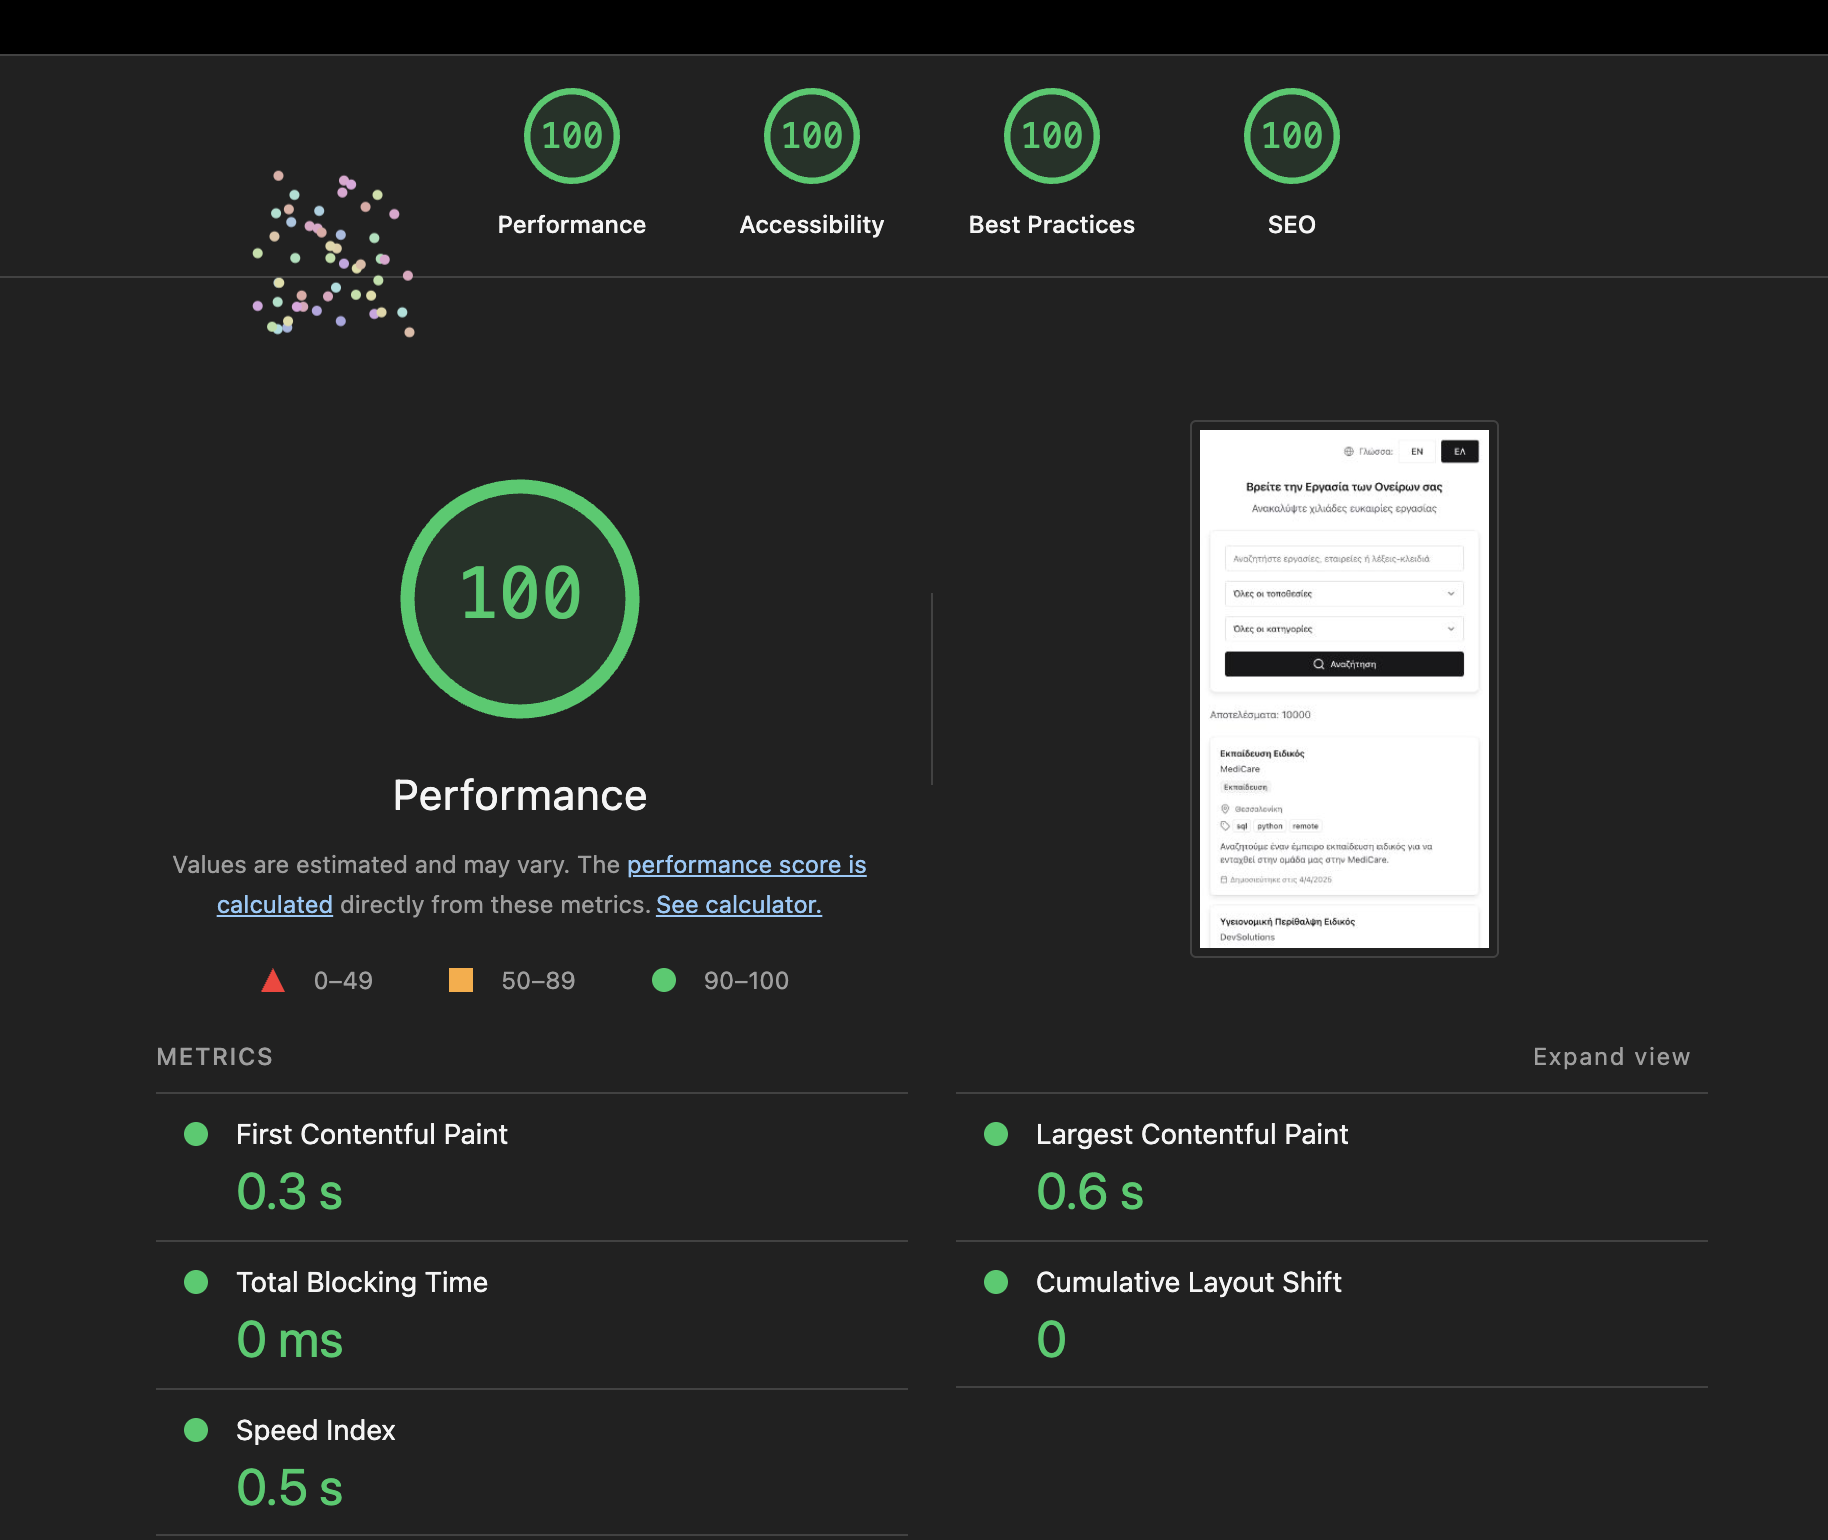 100
100
100
100
Performance
Accessibility
Best Practices
SEO
100
Performance
Values are estimated and may vary. The performance score is
calculated directly from these metrics. See calculator.
0–49
50–89
90–100
Γλώσσα:
EN
ΕΛ
Βρείτε την Εργασία των Ονείρων σας
Ανακαλύψτε χιλιάδες ευκαιρίες εργασίας
Αναζητήστε εργασίες, εταιρείες ή λέξεις-κλειδιά
Όλες οι τοποθεσίες
Όλες οι κατηγορίες
Αναζήτηση
Αποτελέσματα: 10000
Εκπαίδευση Ειδικός
MediCare
Εκπαίδευση
Θεσσαλονίκη
sql python remote
Αναζητούμε έναν έμπειρο εκπαίδευση ειδικός για να
ενταχθεί στην ομάδα μας στην MediCare.
Δημοσιεύτηκε στις 4/4/2025
Υγειονομική Περίθαλψη Ειδικός
DevSolutions
METRICS
Expand view
First Contentful Paint
0.3 s
Largest Contentful Paint
0.6 s
Total Blocking Time
0 ms
Cumulative Layout Shift
0
Speed Index
0.5 s